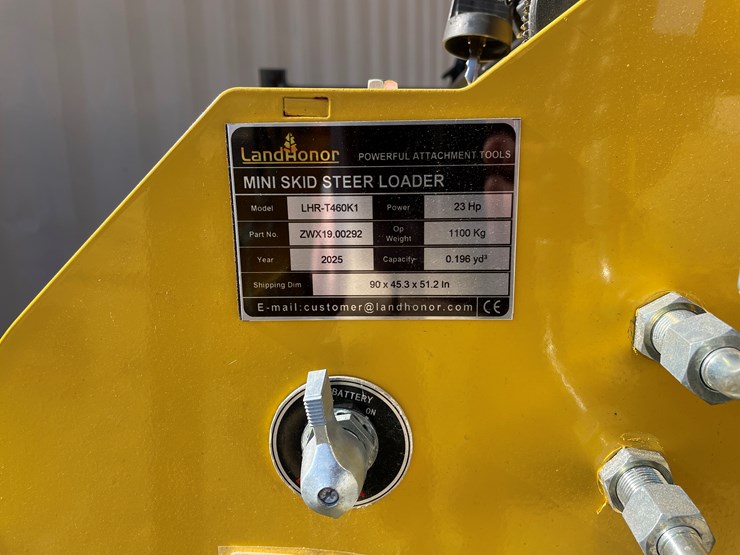 LandHonor POWERFUL ATTACHMENT TOOLS
MINI SKID STEER LOADER
Model LHR-T460K1 Power 23 Hp
Part No. ZWX19.00292 Op Weight 1100 Kg
Year 2025 Capacity 0.196 yd³
Shipping Dim 90 x 45.3 x 51.2 In
E-mail:customer@landhonor.com CE
BATTERY
ON